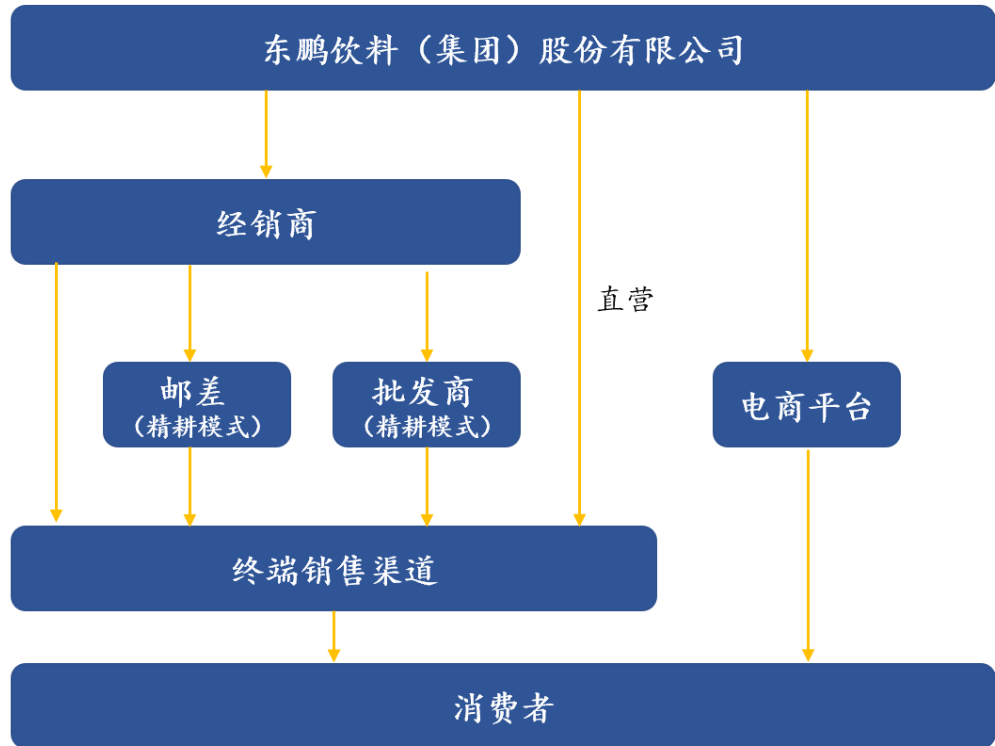 东鹏饮料（集团）股份有限公司
经销商
直营
邮差
（精耕模式）
批发商
（精耕模式）
电商平台
终端销售渠道
消费者